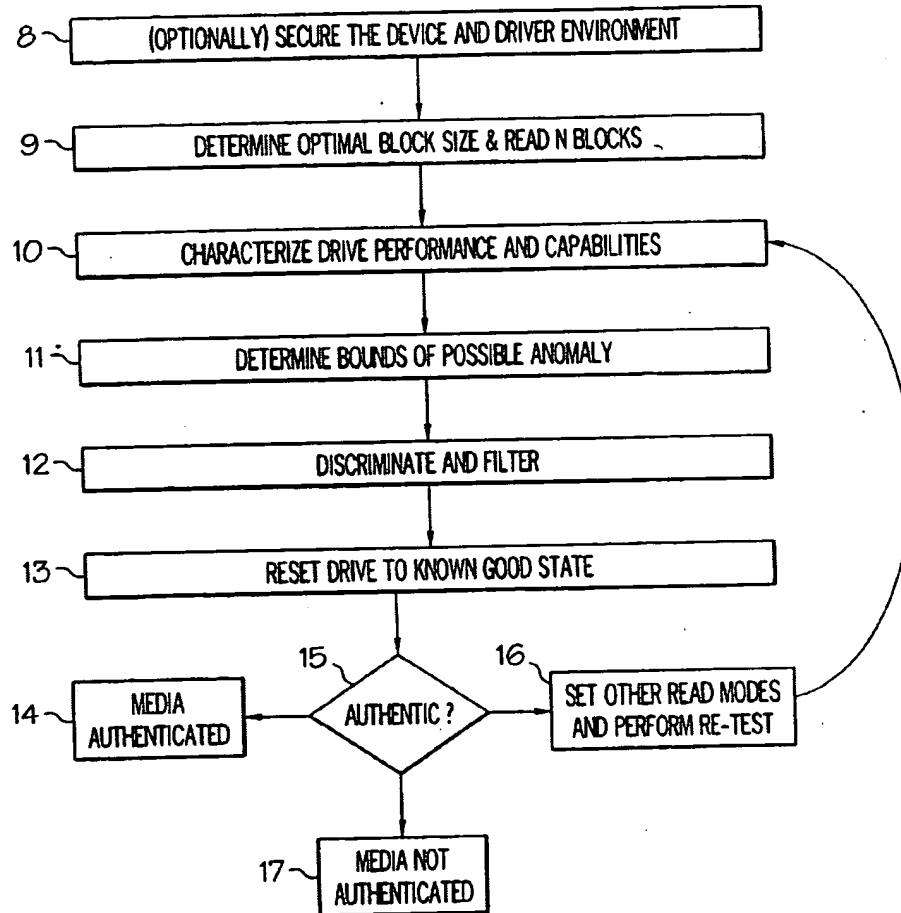 8 (OPTIONALLY) SECURE THE DEVICE AND DRIVER ENVIRONMENT
9 DETERMINE OPTIMAL BLOCK SIZE & READ N BLOCKS
10 CHARACTERIZE DRIVE PERFORMANCE AND CAPABILITIES
11 DETERMINE BOUNDS OF POSSIBLE ANOMALY
12 DISCRIMINATE AND FILTER
13 RESET DRIVE TO KNOWN GOOD STATE
14 MEDIA
AUTHENTICATED
15 AUTHENTIC ?
16 SET OTHER READ MODES
AND PERFORM RE-TEST
17 MEDIA NOT
AUTHENTICATED